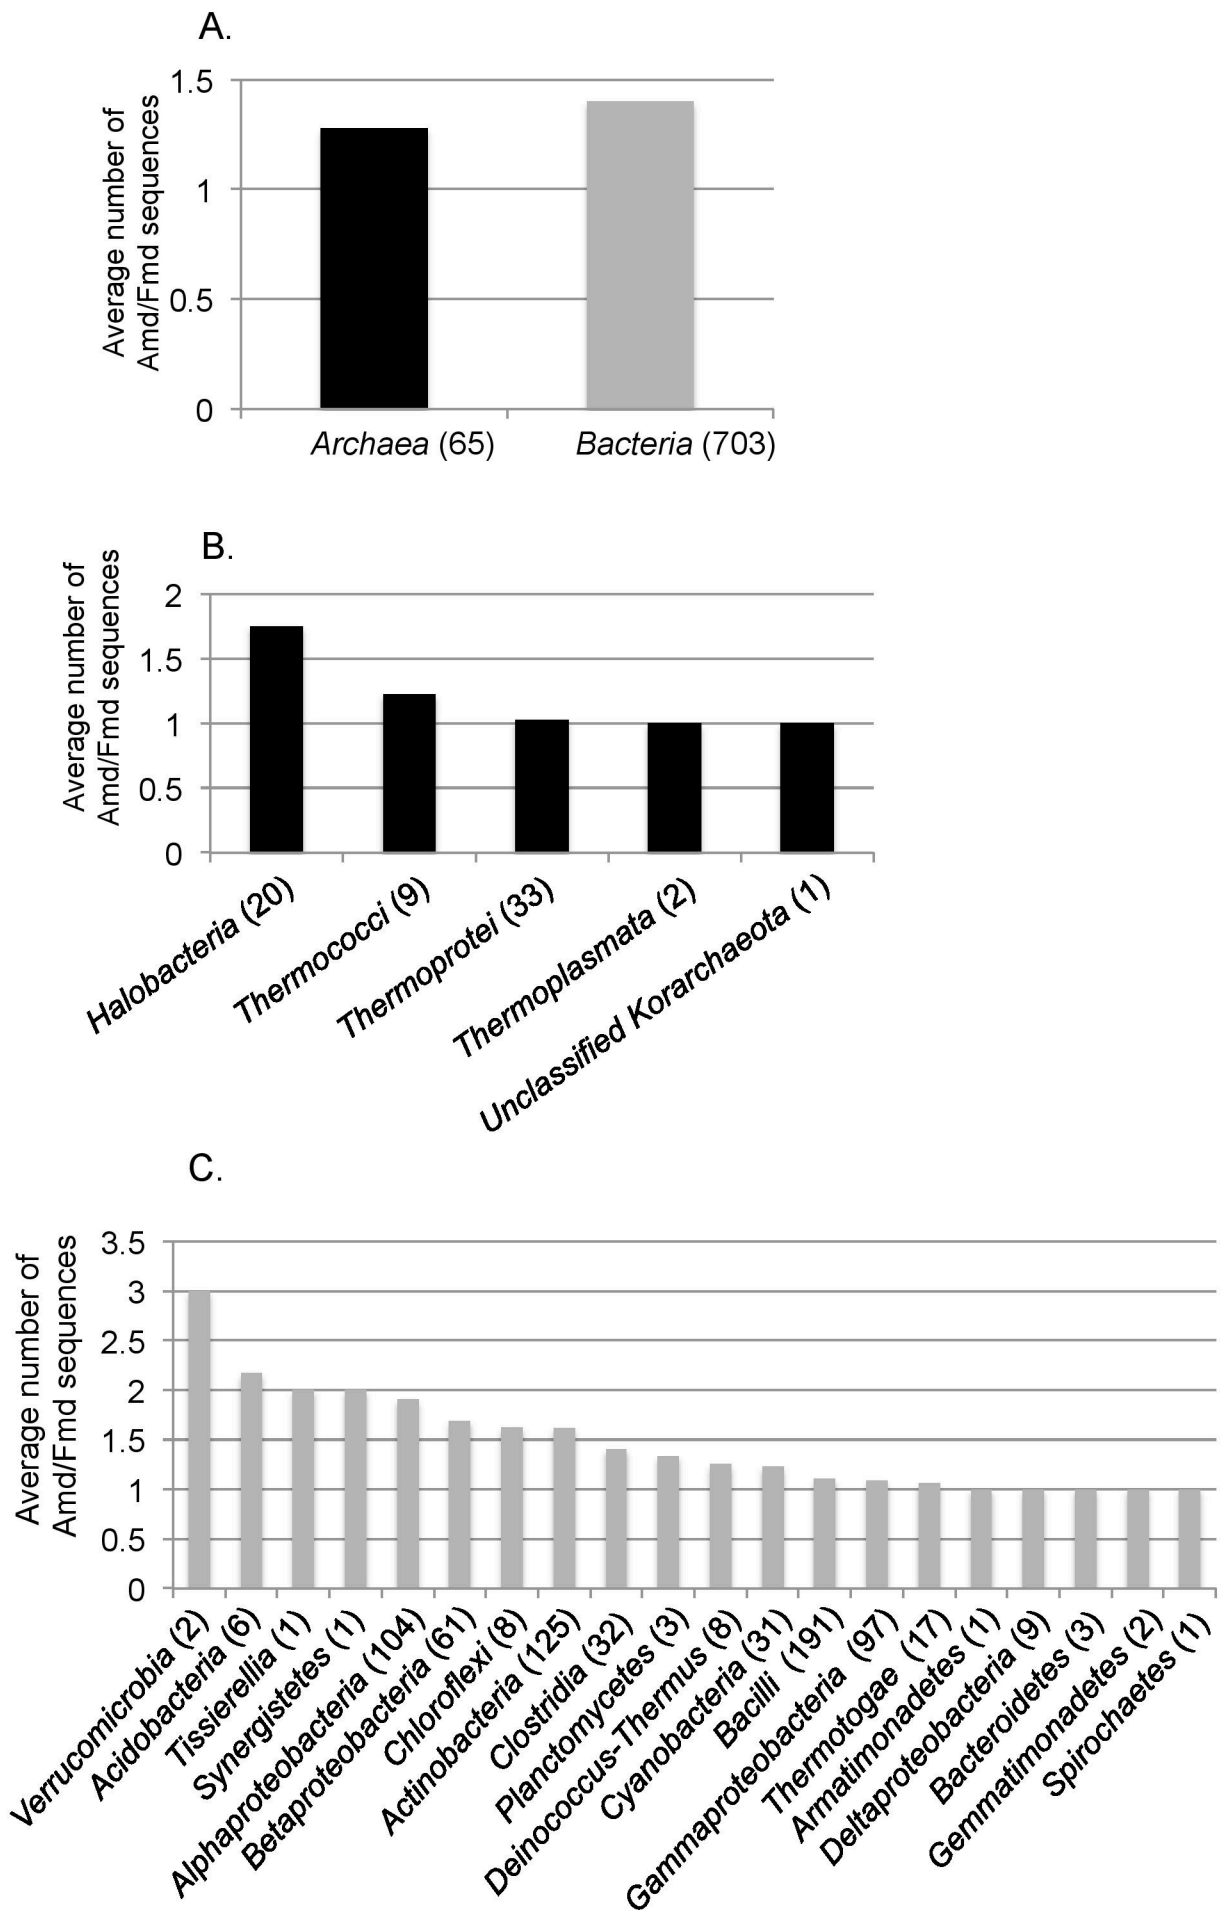 A.
Average number of
Amd/Fmd sequences
1.5
1
0.5
0
Archaea (65)
Bacteria (703)
B.
Average number of
Amd/Fmd sequences
2
1.5
1
0.5
0
Halobacteria (20)
Thermococci (9)
Thermoprotei (33)
Thermoplasmata (2)
Unclassified Korarchaeota (1)
C.
Average number of
Amd/Fmd sequences
3.5
3
2.5
2
1.5
1
0.5
0
Verrucomicrobia (2)
Acidobacteria (6)
Tissierellia (1)
Synergistetes (1)
Alphaproteobacteria (104)
Betaproteobacteria (61)
Chloroflexi (8)
Actinobacteria (125)
Clostridia (32)
Planctomycetes (3)
Deinococcus-Thermus (8)
Cyanobacteria (31)
Bacilli (191)
Gammaproteobacteria (97)
Thermotogae (17)
Armatimonadetes (1)
Deltaproteobacteria (9)
Bacteroidetes (3)
Gemmatimonadetes (2)
Spirochaetes (1)